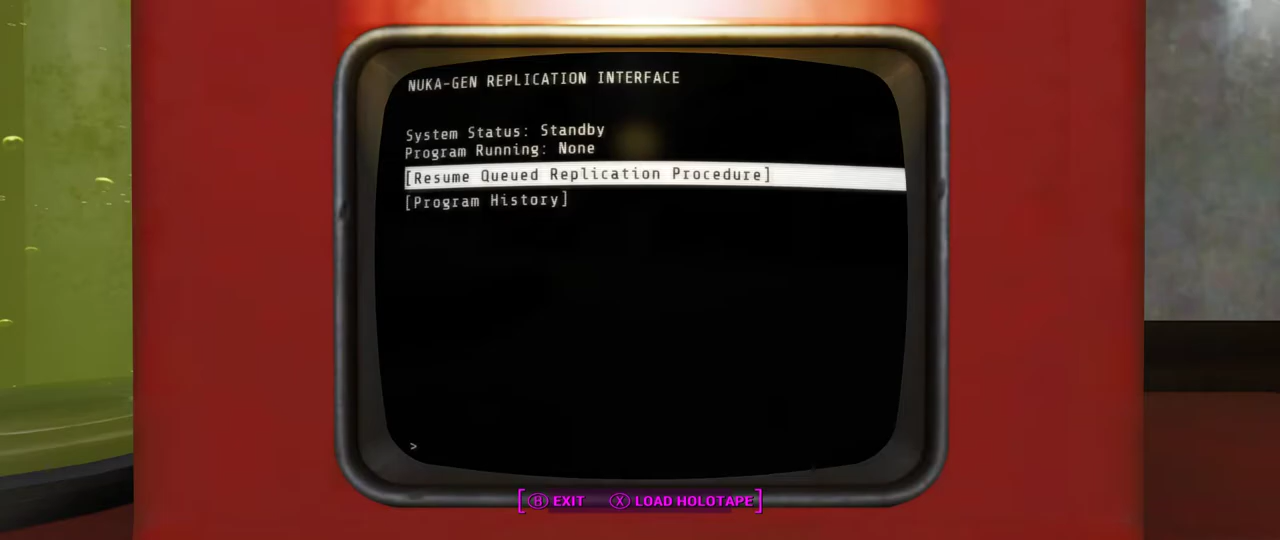 NUKA-GEN REPLICATION INTERFACE
System Status: Standby
Program Running: None
[Resume Queued Replication Procedure]
[Program History]
>
[Ⓑ EXIT Ⓧ LOAD HOLOTAPE]